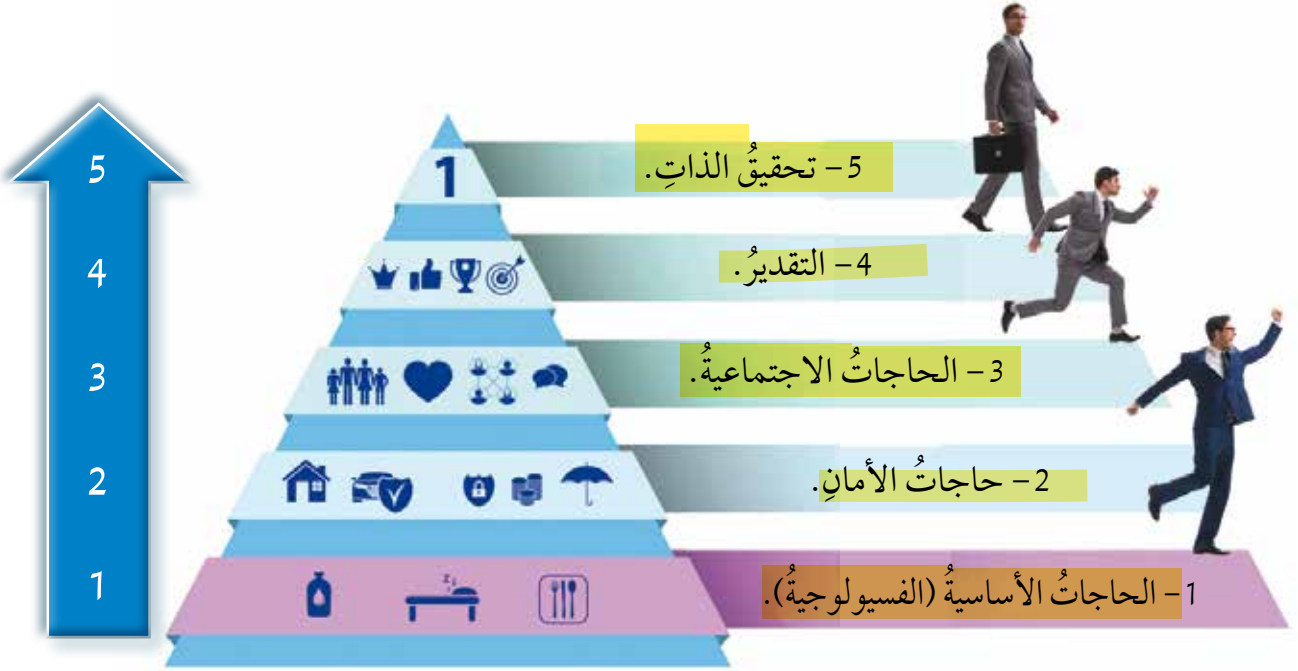 5
1
5– تحقيقُ الذاتِ.
4
4– التقديرُ.
3
3– الحاجاتُ الاجتماعيةُ.
2
2– حاجاتُ الأمانِ.
1
1– الحاجاتُ الأساسيةُ (الفسيولوجيةُ).